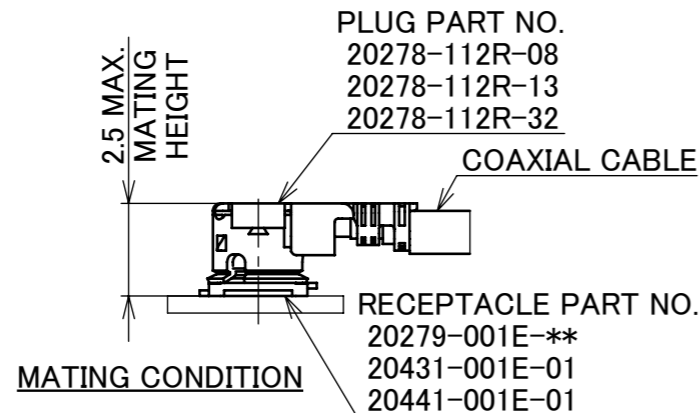 PLUG PART NO.
20278-112R-08
20278-112R-13
20278-112R-32
2.5 MAX.
MATING
HEIGHT
COAXIAL CABLE
RECEPTACLE PART NO.
20279-001E-**
20431-001E-01
20441-001E-01
MATING CONDITION